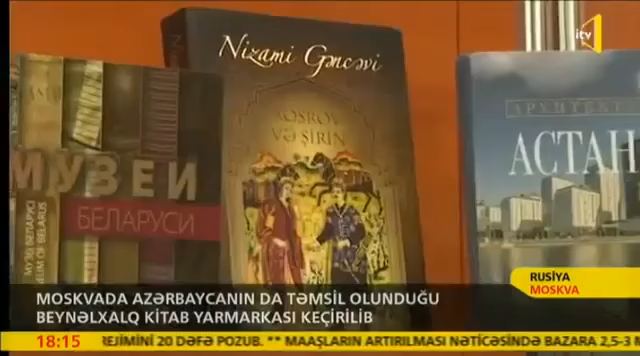 itv
Nizami Gəncəvi
XOSROV
VƏ ŞİRİN
МУЗЕИ
БЕЛАРУСИ
АСТАН
RUSİYA
MOSKVA
MOSKVADA AZƏRBAYCANIN DA TƏMSİL OLUNDUĞU
BEYNƏLXALQ KİTAB YARMARKASI KEÇİRİLİB
18:15 REJİMİNİ 20 DƏFƏ POZUB. ** MAAŞLARIN ARTIRILMASI NƏTİCƏSİNDƏ BAZARA 2,5-3 M